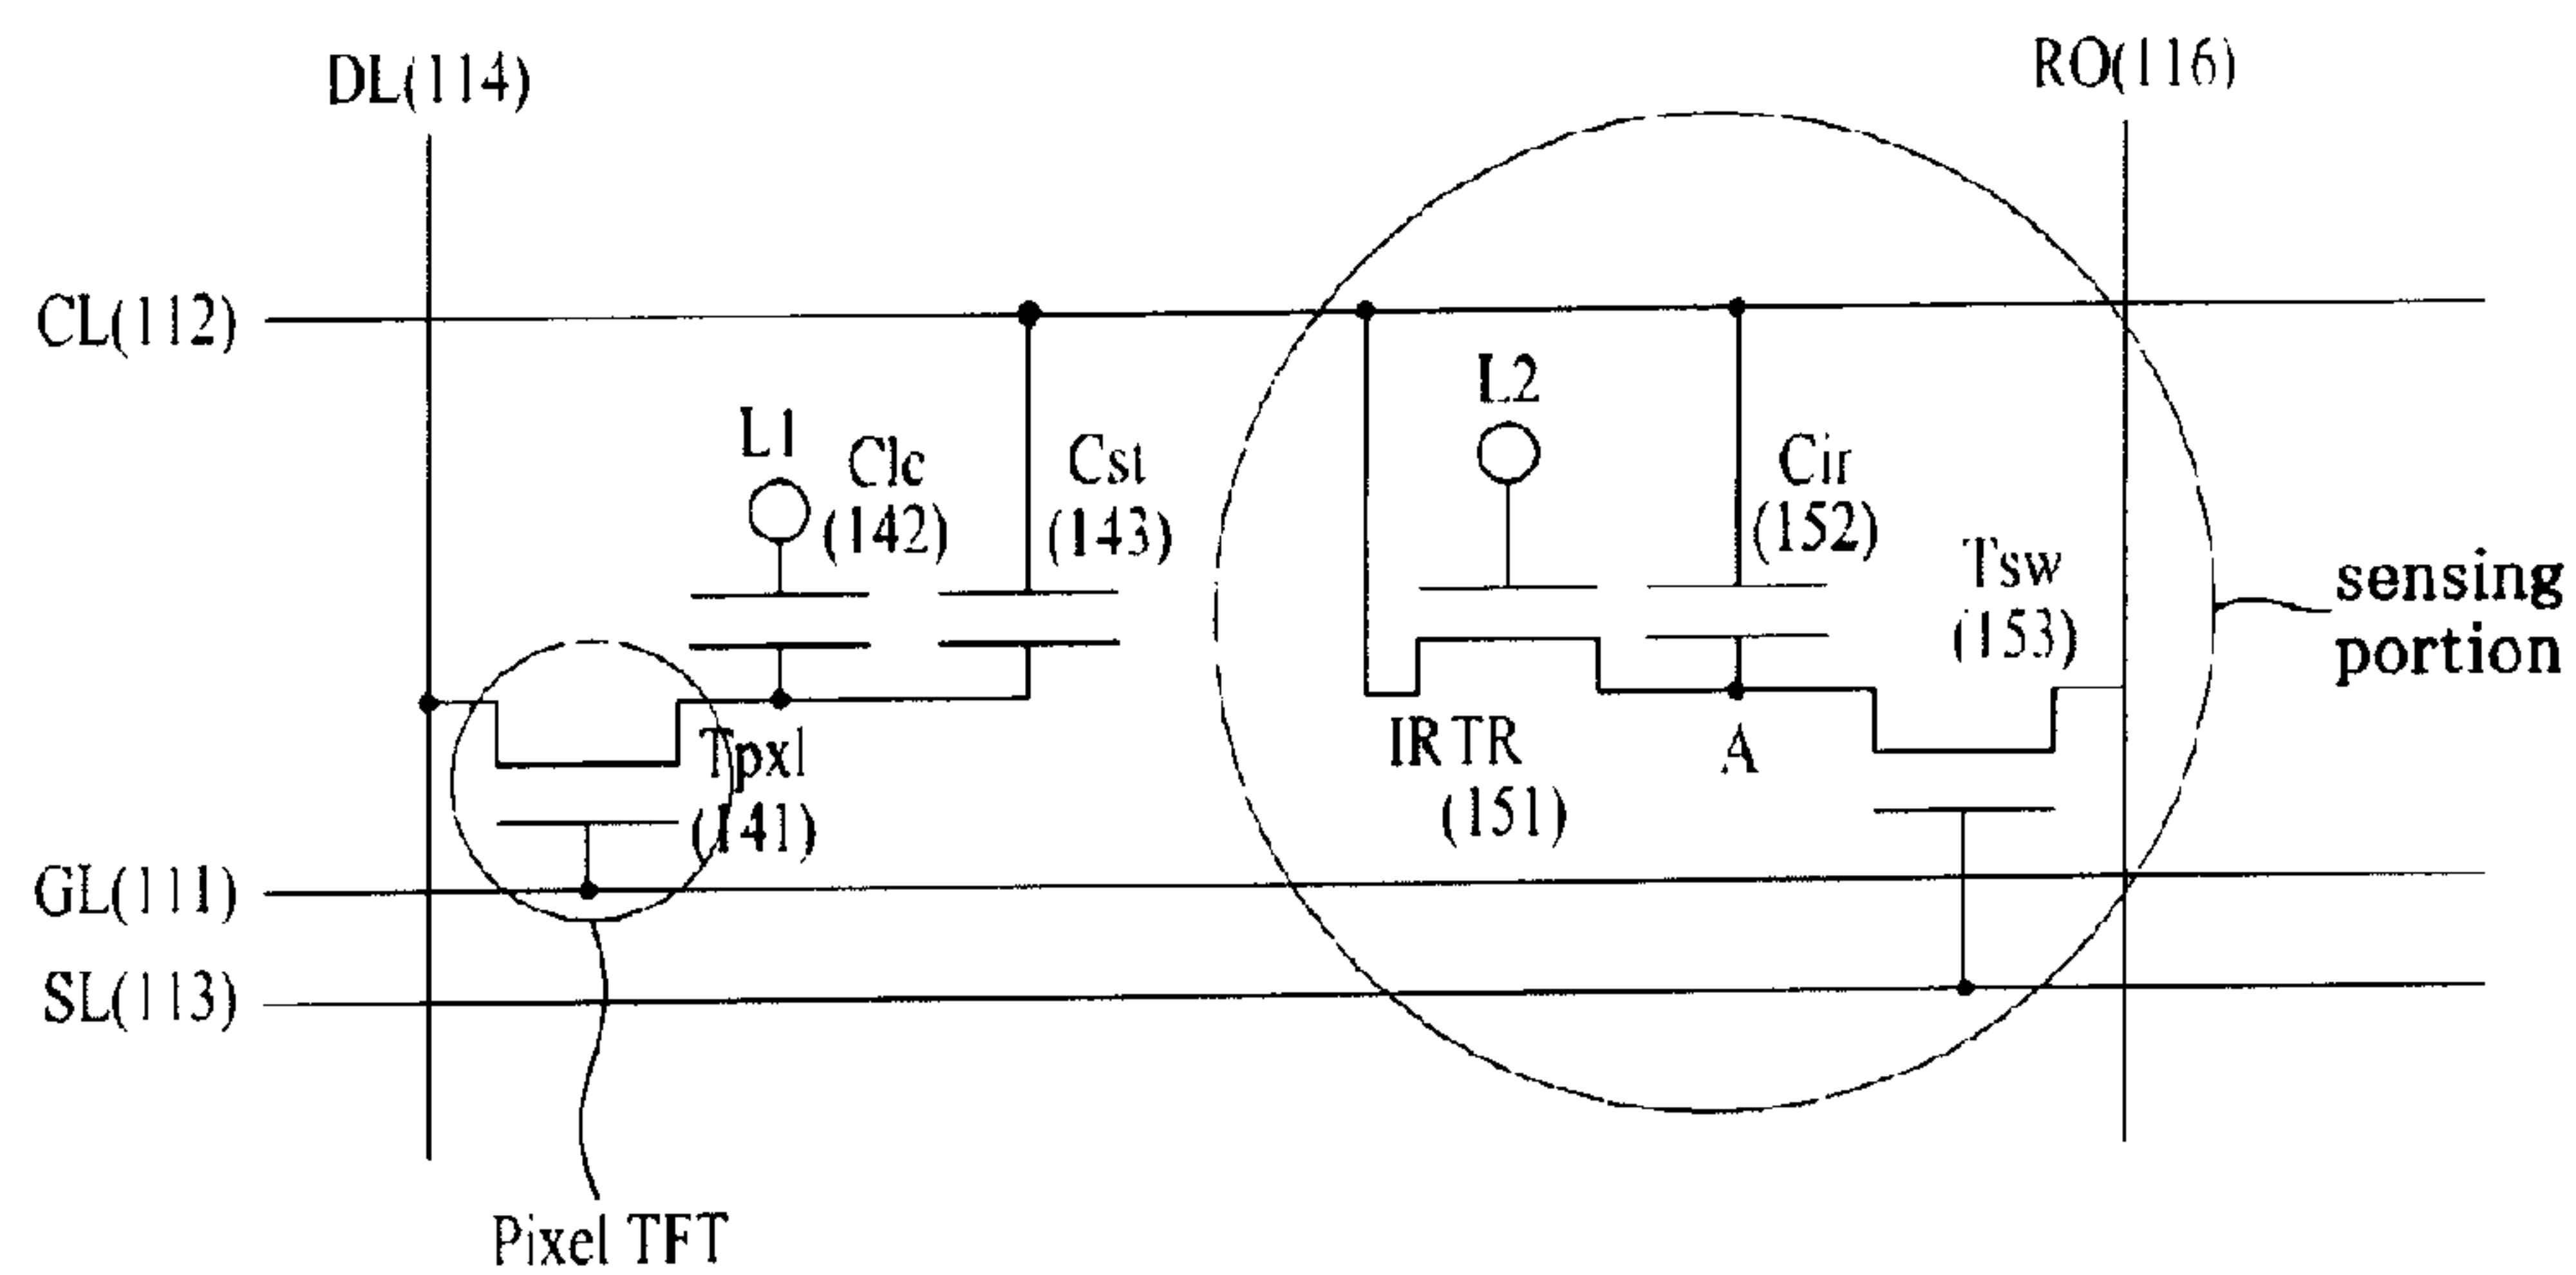 DL(114)
RO(116)
CL(112)
L1
Clc
(142)
Cst
(143)
L2
Cir
(152)
Tsw
(153)
sensing
portion
Tpxl
(141)
IR TR
(151)
A
GL(111)
SL(113)
Pixel TFT